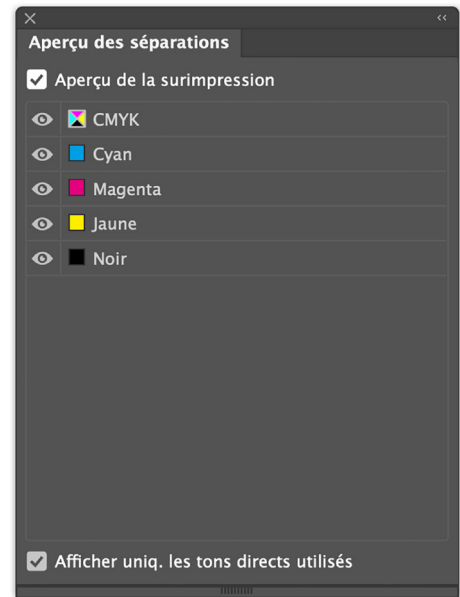 Aperçu des séparations
Aperçu de la surimpression
CMYK
Cyan
Magenta
Jaune
Noir
Afficher uniq. les tons directs utilisés